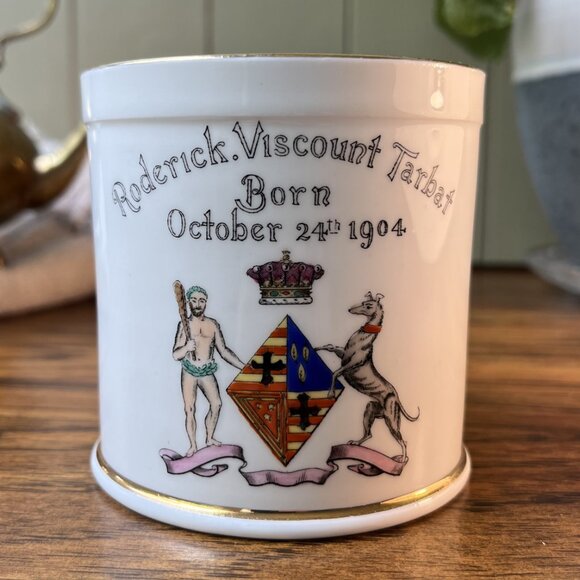 Roderick. Viscount Tarbat
Born
October 24th 1904